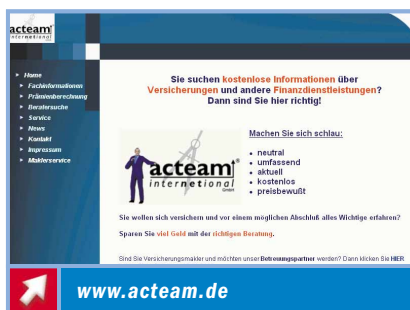 acteam
international
Home
Fachinformationen
Prämienberechnung
Beratersuche
Service
News
Kontakt
Impressum
Maklerservice
Sie suchen kostenlose Informationen über
Versicherungen und andere Finanzdienstleistungen?
Dann sind Sie hier richtig!
acteam
international
GmbH
Machen Sie sich schlau:
• neutral
• umfassend
• aktuell
• kostenlos
• preisbewußt
Sie wollen sich versichern und vor einem möglichen Abschluß alles Wichtige erfahren?
Sparen Sie viel Geld mit der richtigen Beratung.
Sind Sie Versicherungsmakler und möchten unser Betreuungspartner werden? Dann klicken Sie HIER
www.acteam.de